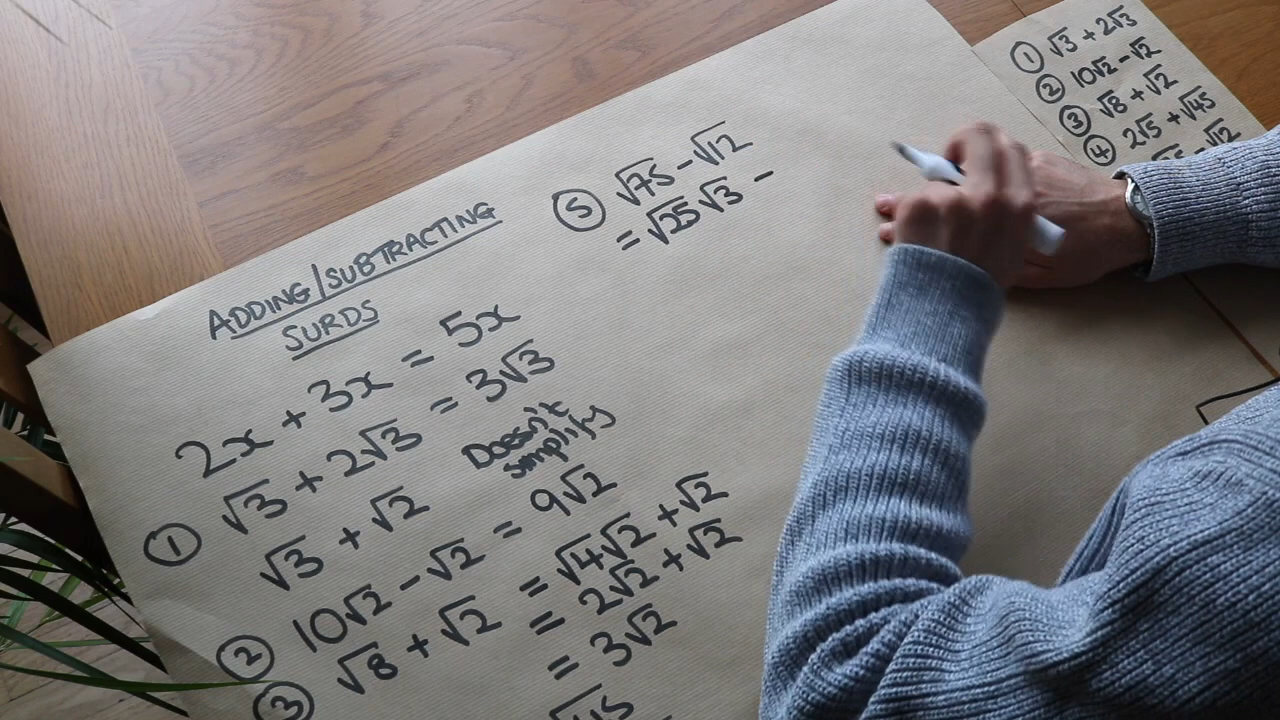 ADDING/SUBTRACTING
SURDS
2x + 3x = 5x
① √3 + 2√3 = 3√3
√3 + √2 Doesn't simplify
② 10√2 - √2 = 9√2
③ √8 + √2 = √4√2 + √2
= 2√2 + √2
= 3√2
⑤ √75 - √12
= √25√3 -
① √3 + 2√3
② 10√2 - √2
③ √8 + √2
④ 2√5 + √45